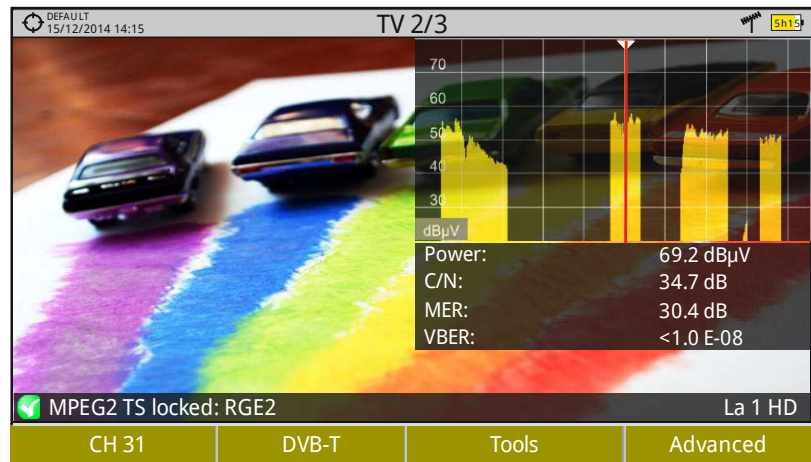 DEFAULT
15/12/2014 14:15
TV 2/3
5h15
70
60
50
40
30
dBµV
Power: 69.2 dBµV
C/N: 34.7 dB
MER: 30.4 dB
VBER: <1.0 E-08
MPEG2 TS locked: RGE2 La 1 HD
CH 31 DVB-T Tools Advanced